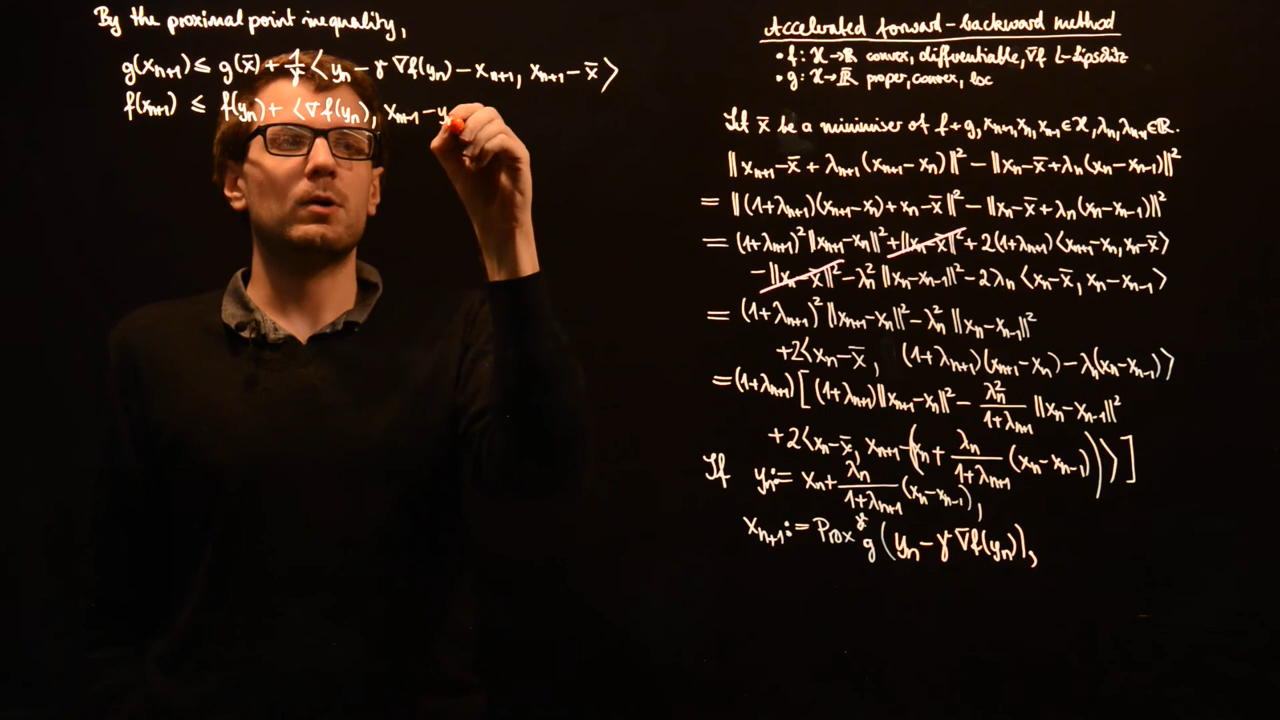 By the proximal point inequality,
g(xₙ₊₁) ≤ g(x̄) + 1/γ ⟨yₙ − γ∇f(yₙ) − xₙ₊₁, xₙ₊₁ − x̄⟩
f(xₙ₊₁) ≤ f(yₙ) + ⟨∇f(yₙ), xₙ₊₁ − yₙ
Accelerated forward-backward method
• f: X → ℝ convex, differentiable, ∇f L-Lipschitz
• g: X → ℝ̄ proper, convex, lsc
Let x̄ be a minimiser of f+g, xₙ₊₁, xₙ, xₙ₋₁ ∈ X, λₙ, λₙ₊₁ ∈ ℝ.
‖xₙ₊₁ − x̄ + λₙ₊₁(xₙ₊₁ − xₙ)‖² − ‖xₙ − x̄ + λₙ(xₙ − xₙ₋₁)‖²
= ‖(1+λₙ₊₁)(xₙ₊₁ − xₙ) + xₙ − x̄‖² − ‖xₙ − x̄ + λₙ(xₙ − xₙ₋₁)‖²
= (1+λₙ₊₁)² ‖xₙ₊₁ − xₙ‖² + ‖xₙ − x̄‖² + 2(1+λₙ₊₁)⟨xₙ₊₁ − xₙ, xₙ − x̄⟩
− ‖xₙ − x̄‖² − λₙ² ‖xₙ − xₙ₋₁‖² − 2λₙ ⟨xₙ − x̄, xₙ − xₙ₋₁⟩
= (1+λₙ₊₁)² ‖xₙ₊₁ − xₙ‖² − λₙ² ‖xₙ − xₙ₋₁‖²
+ 2⟨xₙ − x̄, (1+λₙ₊₁)(xₙ₊₁ − xₙ) − λₙ(xₙ − xₙ₋₁)⟩
= (1+λₙ₊₁) [(1+λₙ₊₁)‖xₙ₊₁ − xₙ‖² − λₙ²/(1+λₙ₊₁) ‖xₙ − xₙ₋₁‖²
+ 2⟨xₙ − x̄, xₙ₊₁ − (xₙ + λₙ/(1+λₙ₊₁) (xₙ − xₙ₋₁))⟩]
If yₙ := xₙ + λₙ/(1+λₙ₊₁) (xₙ − xₙ₋₁),
xₙ₊₁ := Prox^γ_g (yₙ − γ∇f(yₙ)),